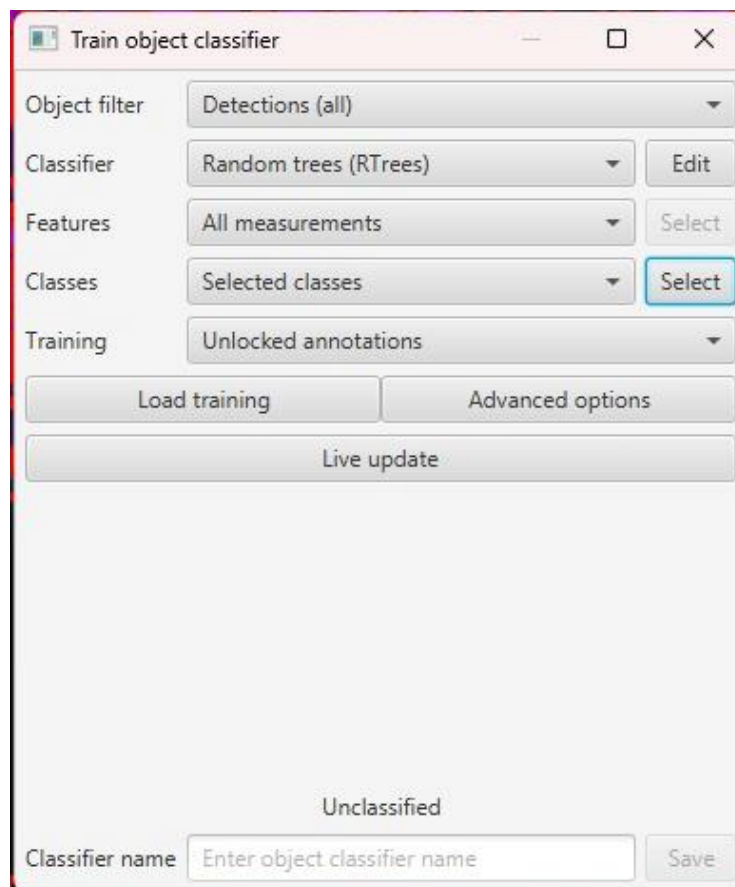 Train object classifier
Object filter Detections (all)
Classifier Random trees (RTrees) Edit
Features All measurements Select
Classes Selected classes Select
Training Unlocked annotations
Load training Advanced options
Live update
Unclassified
Classifier name Enter object classifier name Save